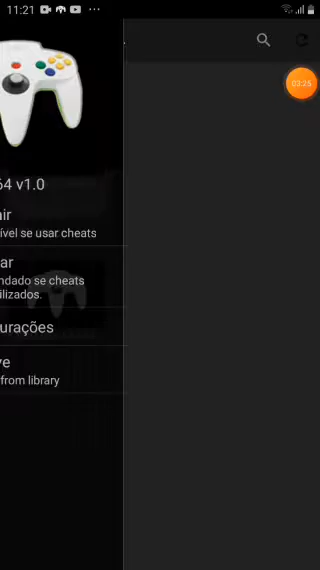 11:21
03:25
64 v1.0
nir
ível se usar cheats
ar
ndado se cheats
ilizados.
urações
ve
from library